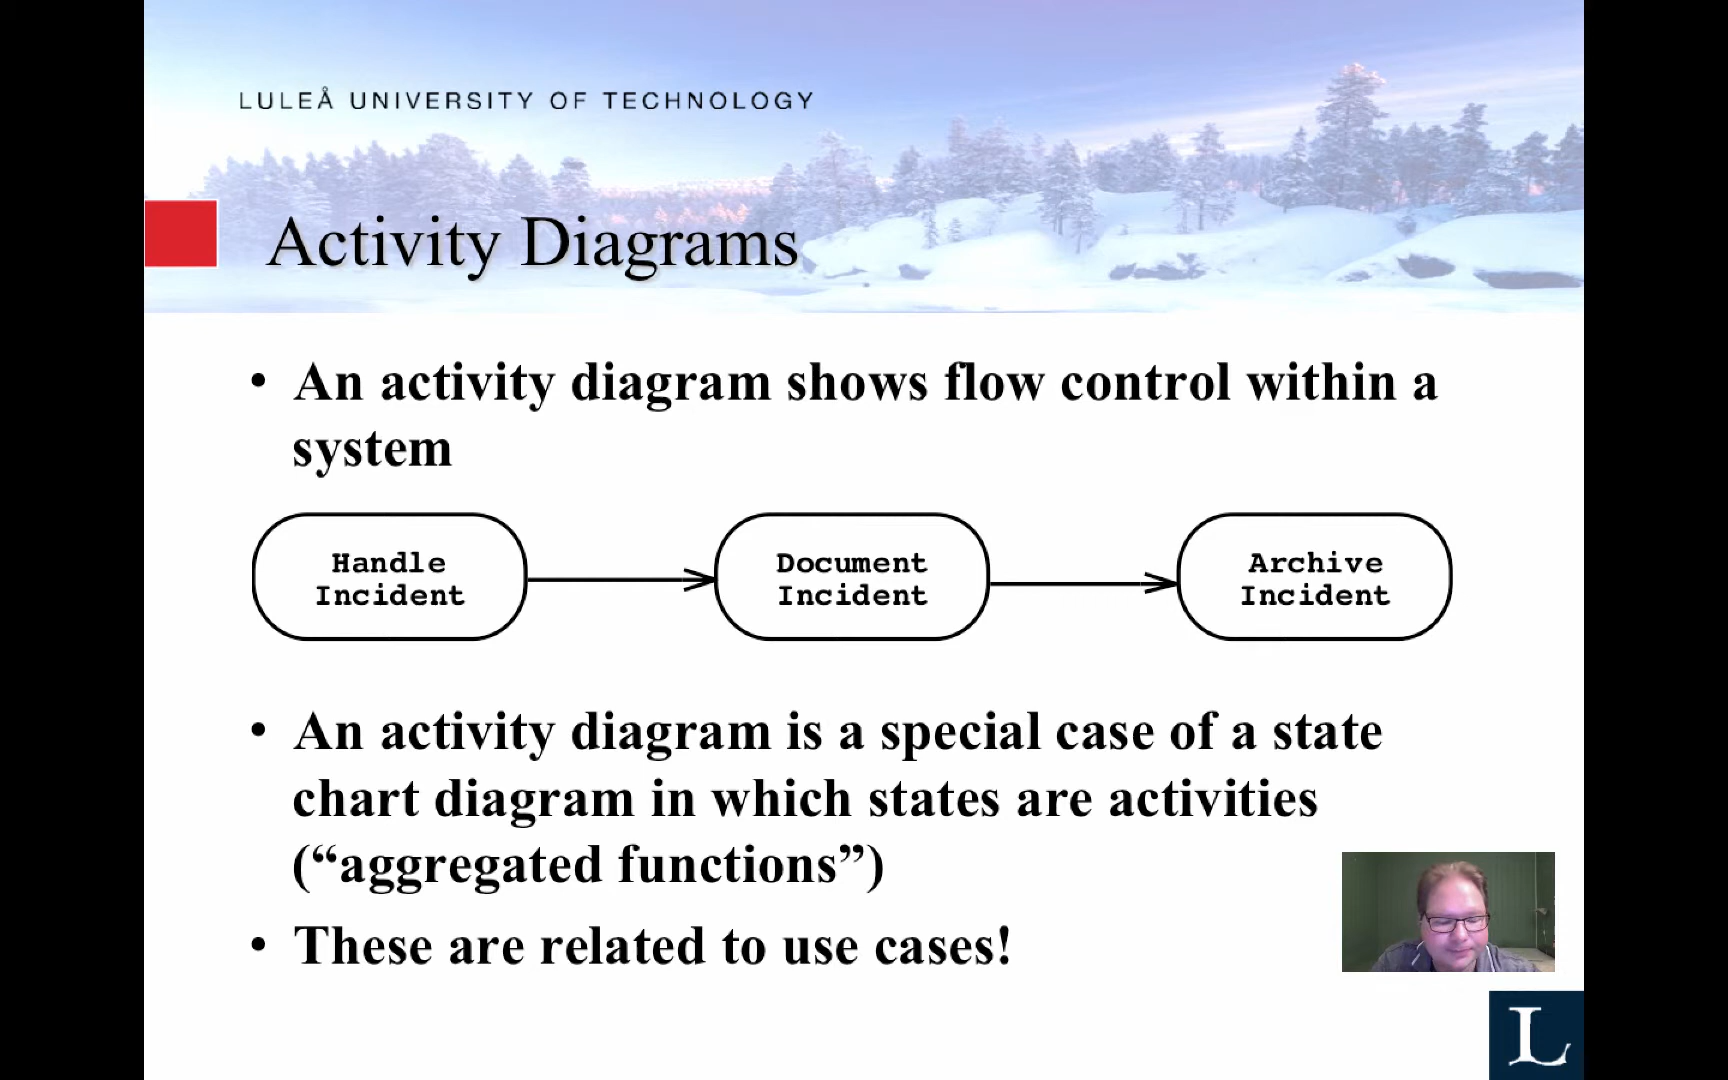 LULEÅ UNIVERSITY OF TECHNOLOGY
Activity Diagrams
• An activity diagram shows flow control within a
system
Handle
Incident
Document
Incident
Archive
Incident
• An activity diagram is a special case of a state
chart diagram in which states are activities
(“aggregated functions”)
• These are related to use cases!
L